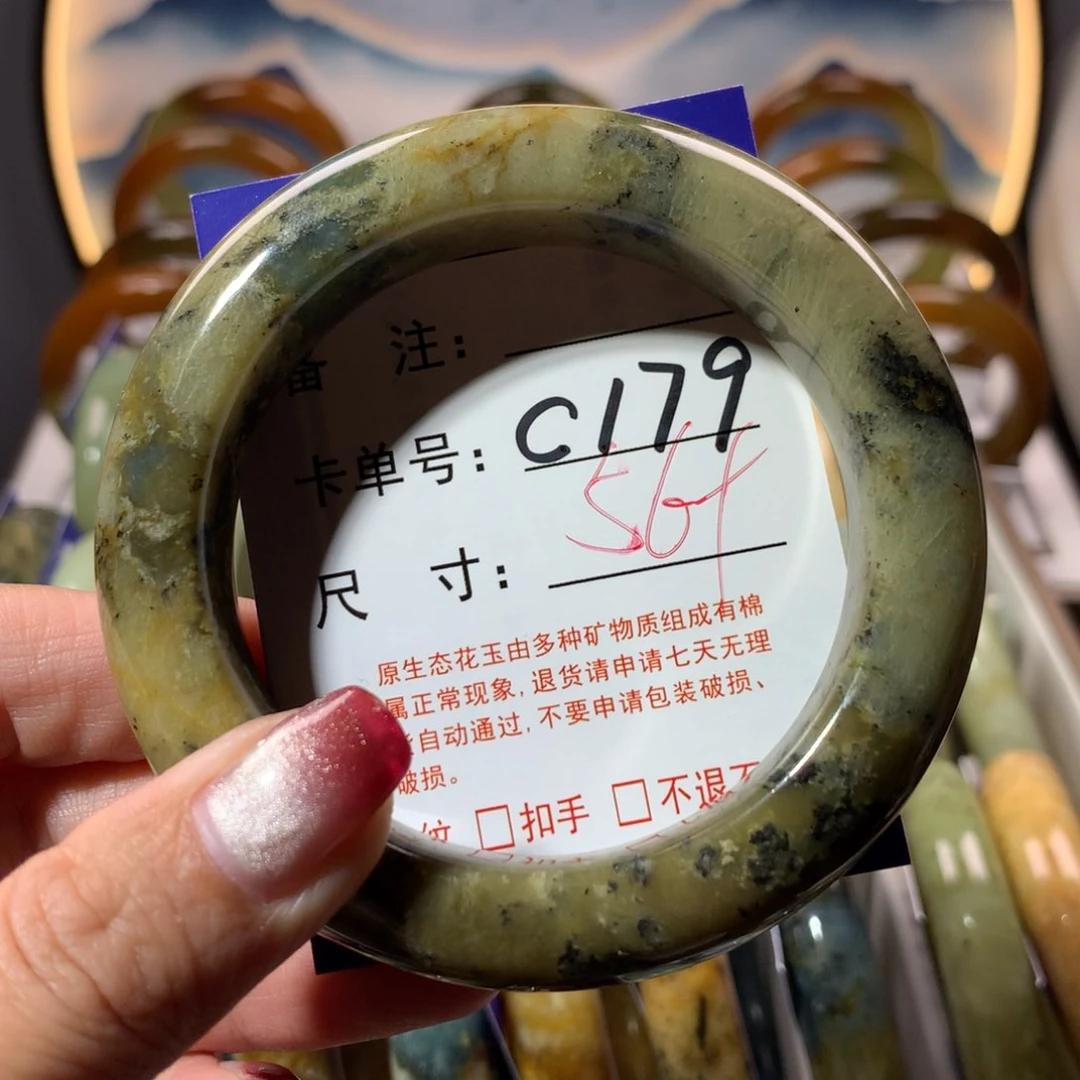 备 注：
卡单号：C179
564
尺 寸：
原生态花玉由多种矿物质组成有棉
属正常现象，退货请申请七天无理
自动通过，不要申请包装破损、
破损。
纹 □扣手 □不退